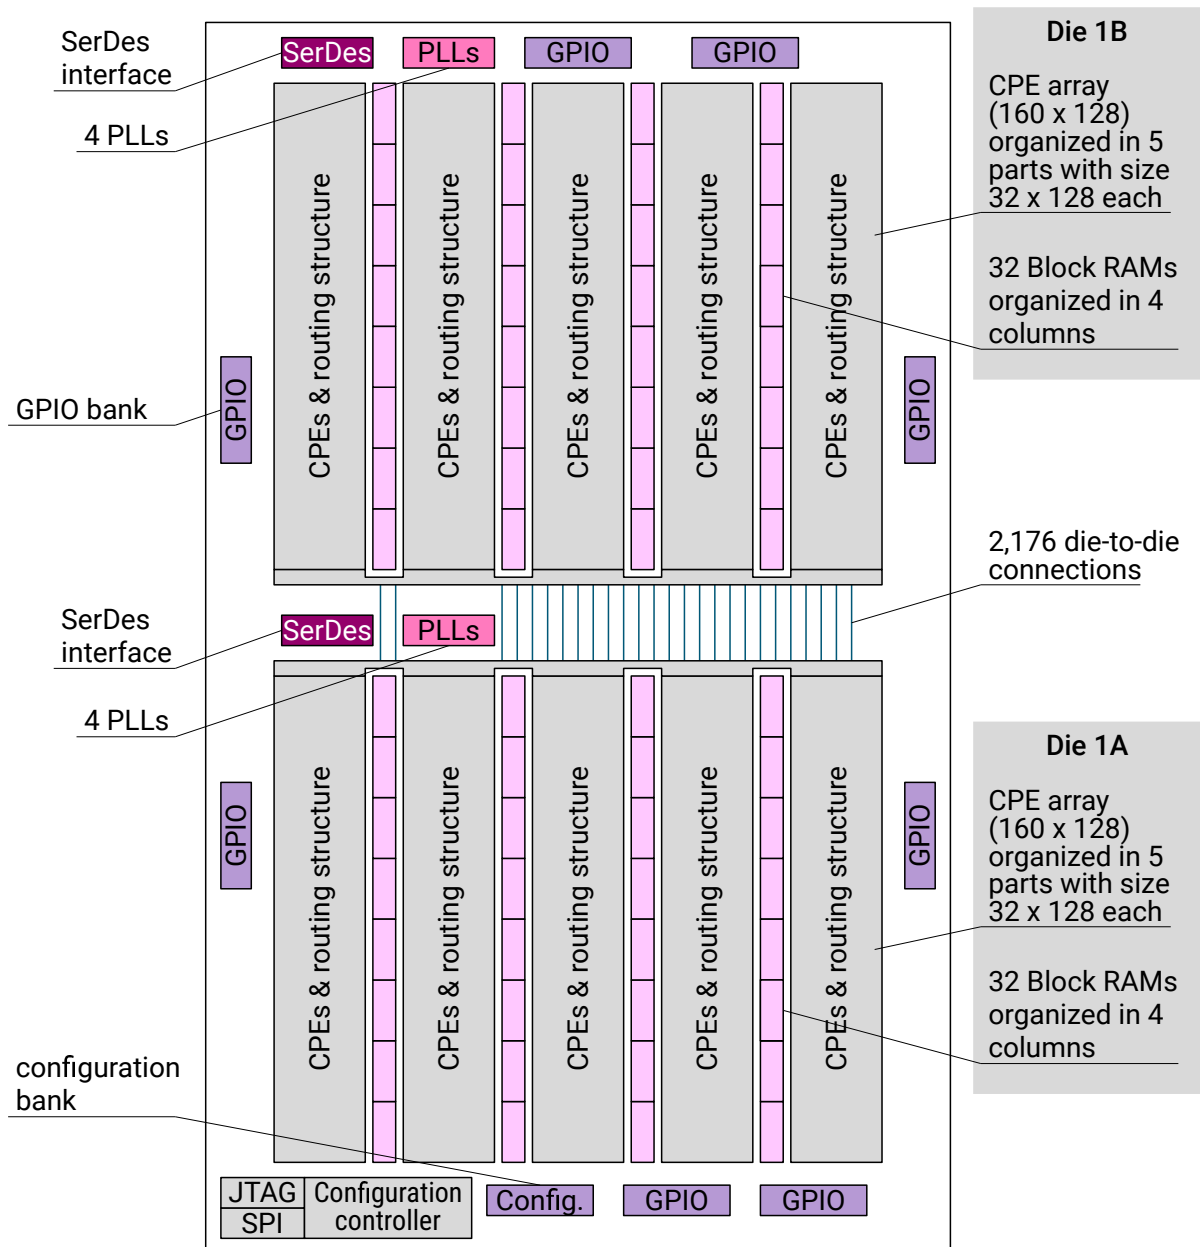 SerDes
interface
4 PLLs
SerDes
PLLs
GPIO
GPIO
Die 1B
CPE array
(160 x 128)
organized in 5
parts with size
32 x 128 each
32 Block RAMs
organized in 4
columns
CPEs & routing structure
CPEs & routing structure
CPEs & routing structure
CPEs & routing structure
CPEs & routing structure
GPIO bank
GPIO
GPIO
2,176 die-to-die
connections
SerDes
interface
4 PLLs
SerDes
PLLs
Die 1A
CPE array
(160 x 128)
organized in 5
parts with size
32 x 128 each
32 Block RAMs
organized in 4
columns
GPIO
GPIO
CPEs & routing structure
CPEs & routing structure
CPEs & routing structure
CPEs & routing structure
CPEs & routing structure
configuration
bank
JTAG
SPI
Configuration
controller
Config.
GPIO
GPIO